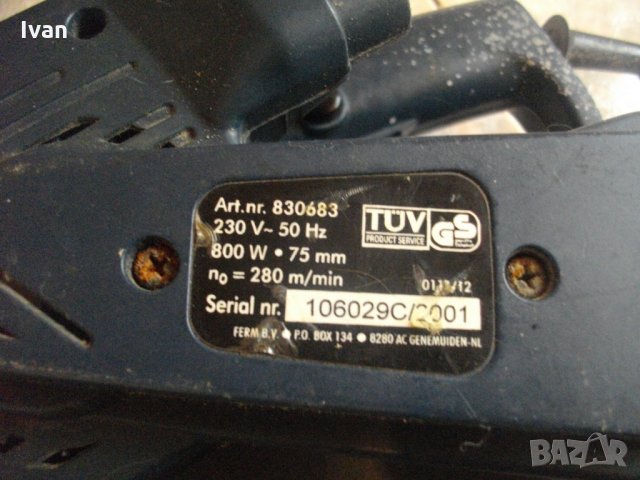 Ivan
Art.nr. 830683
230 V~ 50 Hz
800 W • 75 mm
n₀ = 280 m/min
TÜV
PRODUCT SERVICE
GS
Serial nr. 106029C/2001
FERM B.V. • P.O. BOX 134 • 8280 AC GENEMUIDEN-NL
BAZAR